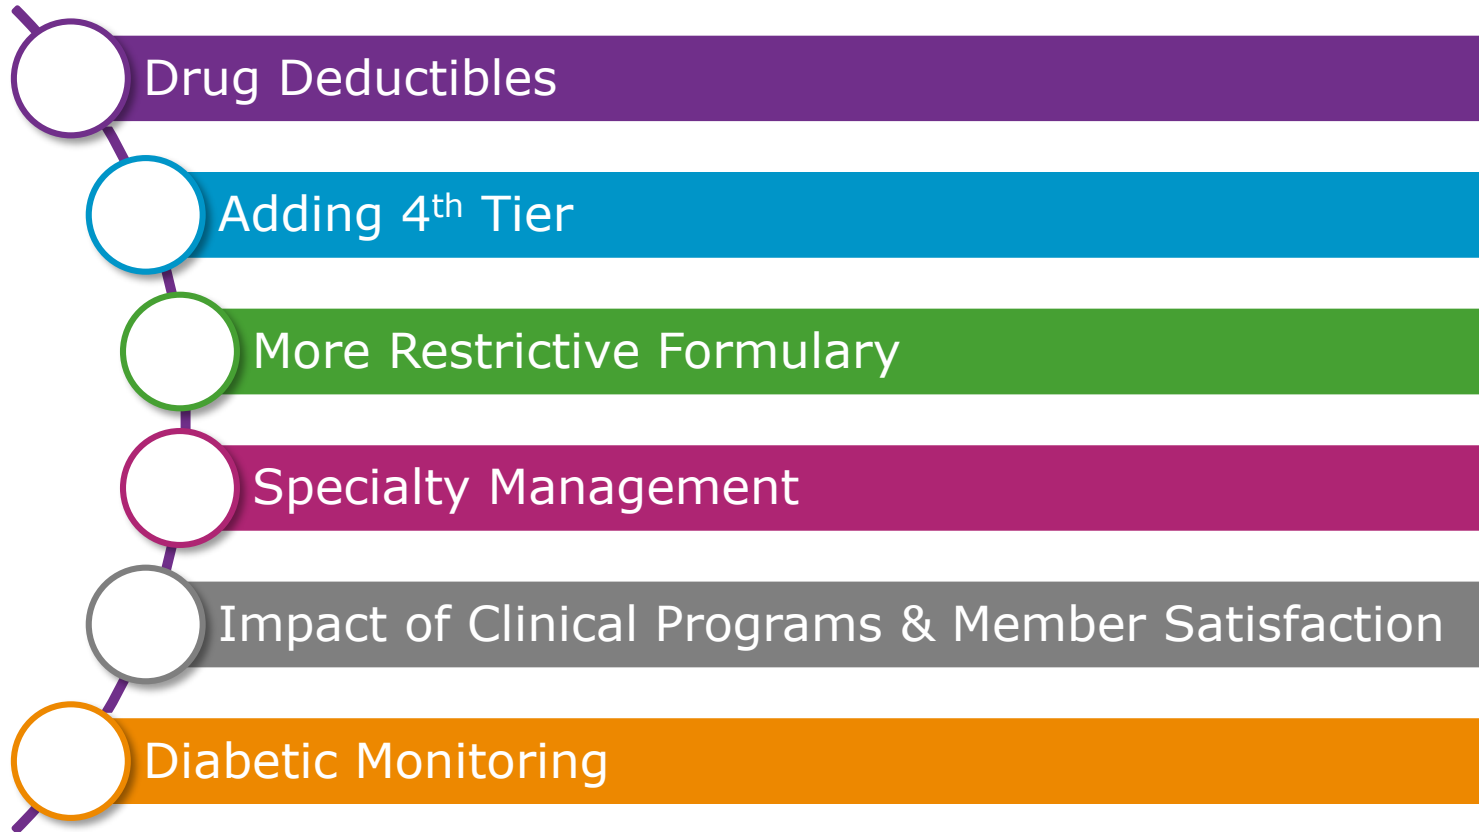 Drug Deductibles
Adding 4th Tier
More Restrictive Formulary
Specialty Management
Impact of Clinical Programs & Member Satisfaction
Diabetic Monitoring